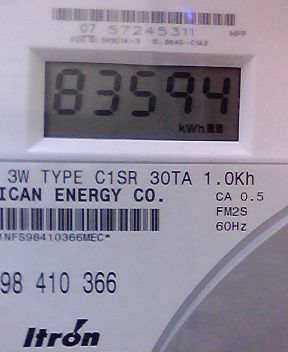 07 57245311
HPP
83594
kWh
3W TYPE C1SR 30TA 1.0Kh
ICAN ENERGY CO.
CA 0.5
FM2S
60Hz
98 410 366
Itron